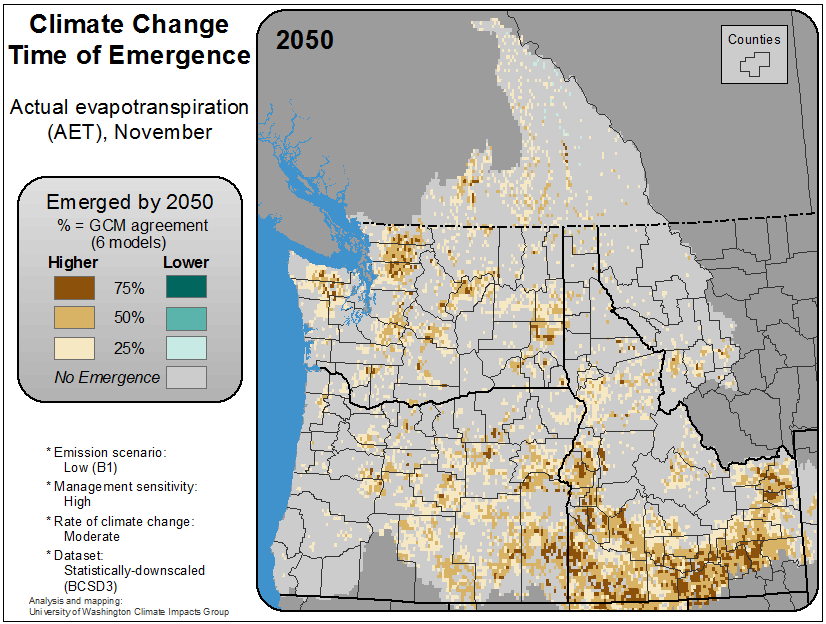 Climate Change
Time of Emergence
Actual evapotranspiration
(AET), November
Emerged by 2050
% = GCM agreement
(6 models)
Higher Lower
75%
50%
25%
No Emergence
* Emission scenario:
Low (B1)
* Management sensitivity:
High
* Rate of climate change:
Moderate
* Dataset:
Statistically-downscaled
(BCSD3)
Analysis and mapping:
University of Washington Climate Impacts Group
2050
Counties